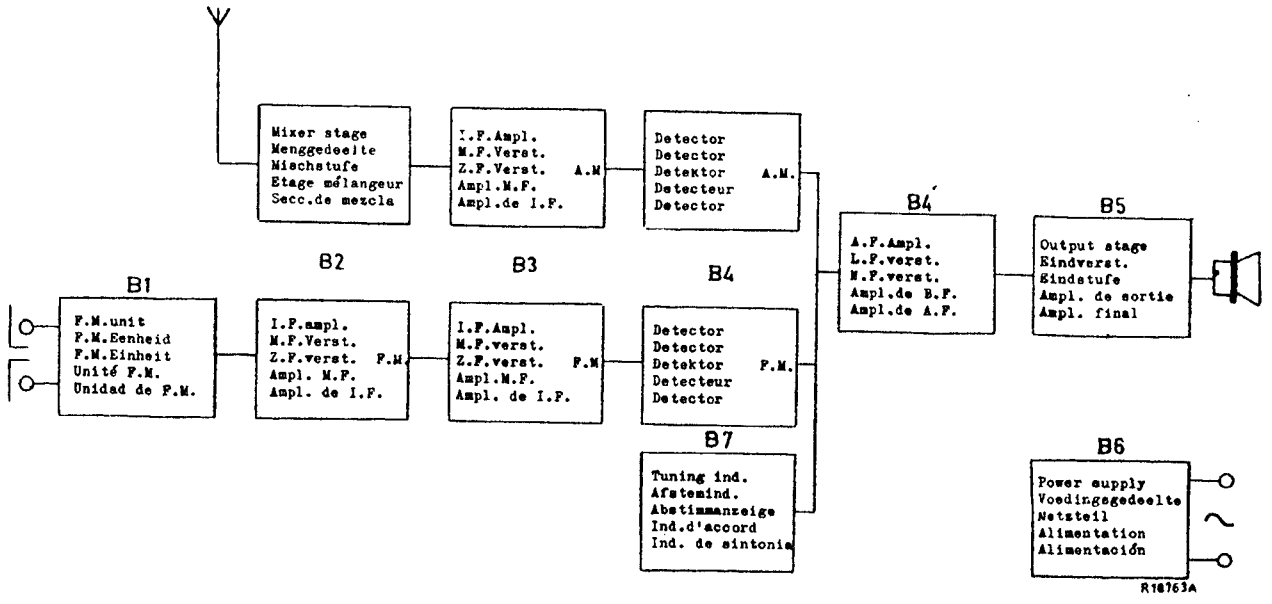 Mixer stage
Menggedeelte
Mischstufe
Etage mélangeur
Secc.de mezcla
I.F.Ampl.
M.F.Verst.
Z.F.Verst. A.M
Ampl.M.F.
Ampl.de I.F.
Detector
Detector
Detektor A.M.
Detecteur
Detector
B1
F.M.unit
F.M.Eenheid
F.M.Einheit
Unité F.M.
Unidad de F.M.
B2
I.F.ampl.
M.F.Verst.
Z.F.verst. F.M.
Ampl. M.F.
Ampl. de I.F.
B3
I.F.Ampl.
M.F.verst.
Z.F.verst. F.M
Ampl.M.F.
Ampl. de I.F.
B4
Detector
Detector
Detektor F.M.
Detecteur
Detector
B7
Tuning ind.
Afstemind.
Abstimmanzeige
Ind.d'accord
Ind. de sintonia
B4'
A.F.Ampl.
L.F.verst.
N.F.verst.
Ampl.de B.F.
Ampl.de A.F.
B5
Output stage
Eindverst.
Eindstufe
Ampl. de sortie
Ampl. final
B6
Power supply
Voedingsgedeelte
Netzteil
Alimentation
Alimentación
R18763A